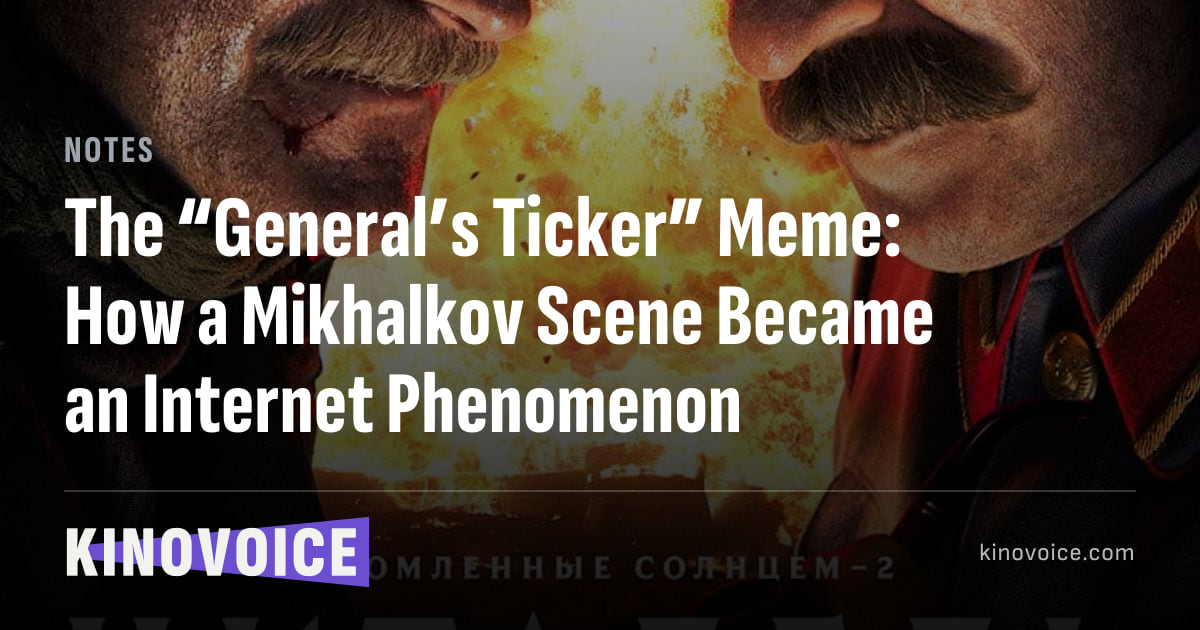 NOTES
The “General’s Ticker” Meme:
How a Mikhalkov Scene Became
an Internet Phenomenon
KINOVOICE
kinovoice.com
ОМЛЕННЫЕ СОЛНЦЕМ–2